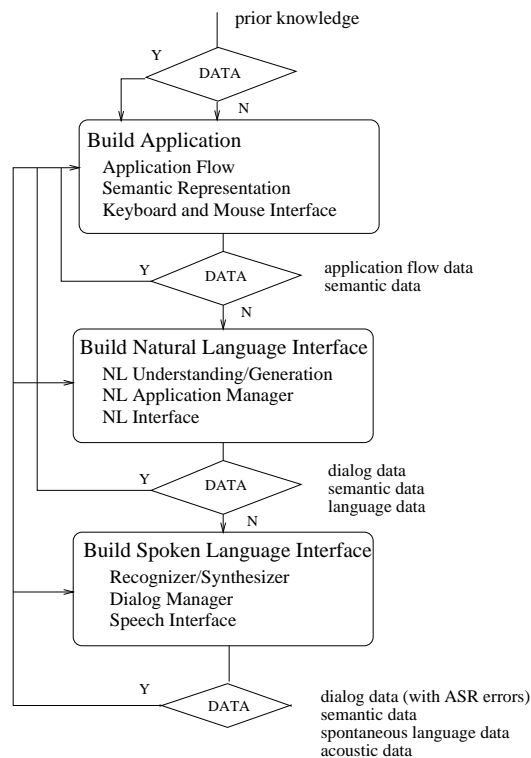 prior knowledge
Y
DATA
N
Build Application
Application Flow
Semantic Representation
Keyboard and Mouse Interface
Y
DATA
application flow data
semantic data
N
Build Natural Language Interface
NL Understanding/Generation
NL Application Manager
NL Interface
Y
DATA
dialog data
semantic data
language data
N
Build Spoken Language Interface
Recognizer/Synthesizer
Dialog Manager
Speech Interface
Y
DATA
dialog data (with ASR errors)
semantic data
spontaneous language data
acoustic data